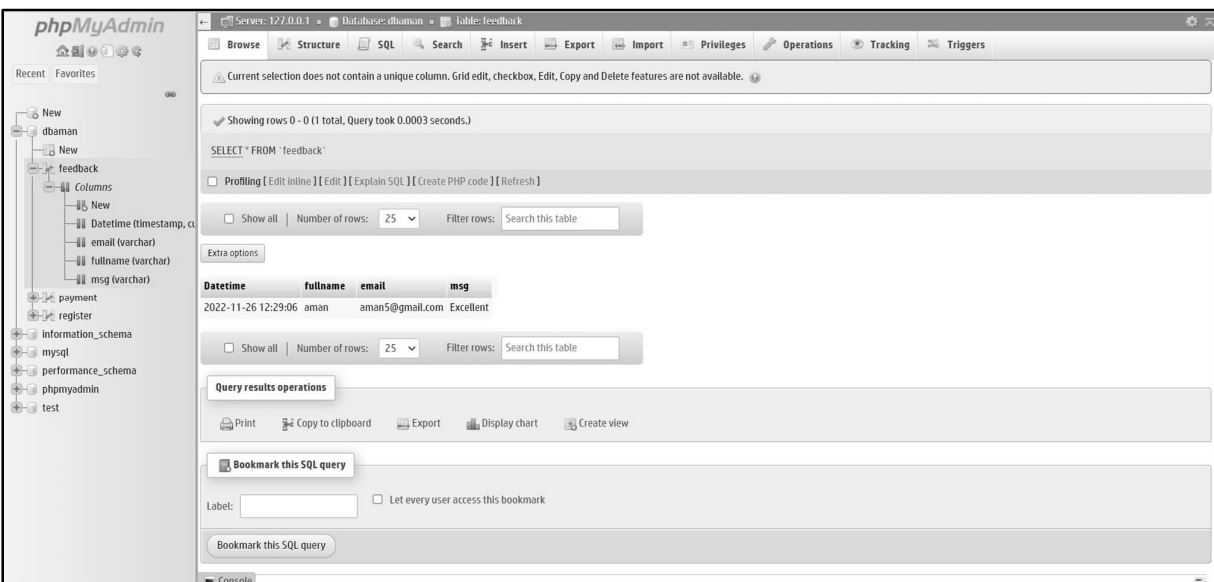 phpMyAdmin
Recent Favorites
New
dbaman
New
feedback
Columns
New
Datetime (timestamp, cu
email (varchar)
fullname (varchar)
msg (varchar)
payment
register
information_schema
mysql
performance_schema
phpmyadmin
test
Server: 127.0.0.1 » Database: dbaman » Table: feedback
Browse Structure SQL Search Insert Export Import Privileges Operations Tracking Triggers
Current selection does not contain a unique column. Grid edit, checkbox, Edit, Copy and Delete features are not available.
Showing rows 0 - 0 (1 total, Query took 0.0003 seconds.)
SELECT * FROM `feedback`
Profiling [ Edit inline ] [ Edit ] [ Explain SQL ] [ Create PHP code ] [ Refresh ]
Show all | Number of rows: 25 Filter rows: Search this table
Extra options
Datetime fullname email msg
2022-11-26 12:29:06 aman aman5@gmail.com Excellent
Show all | Number of rows: 25 Filter rows: Search this table
Query results operations
Print Copy to clipboard Export Display chart Create view
Bookmark this SQL query
Label: Let every user access this bookmark
Bookmark this SQL query
Console